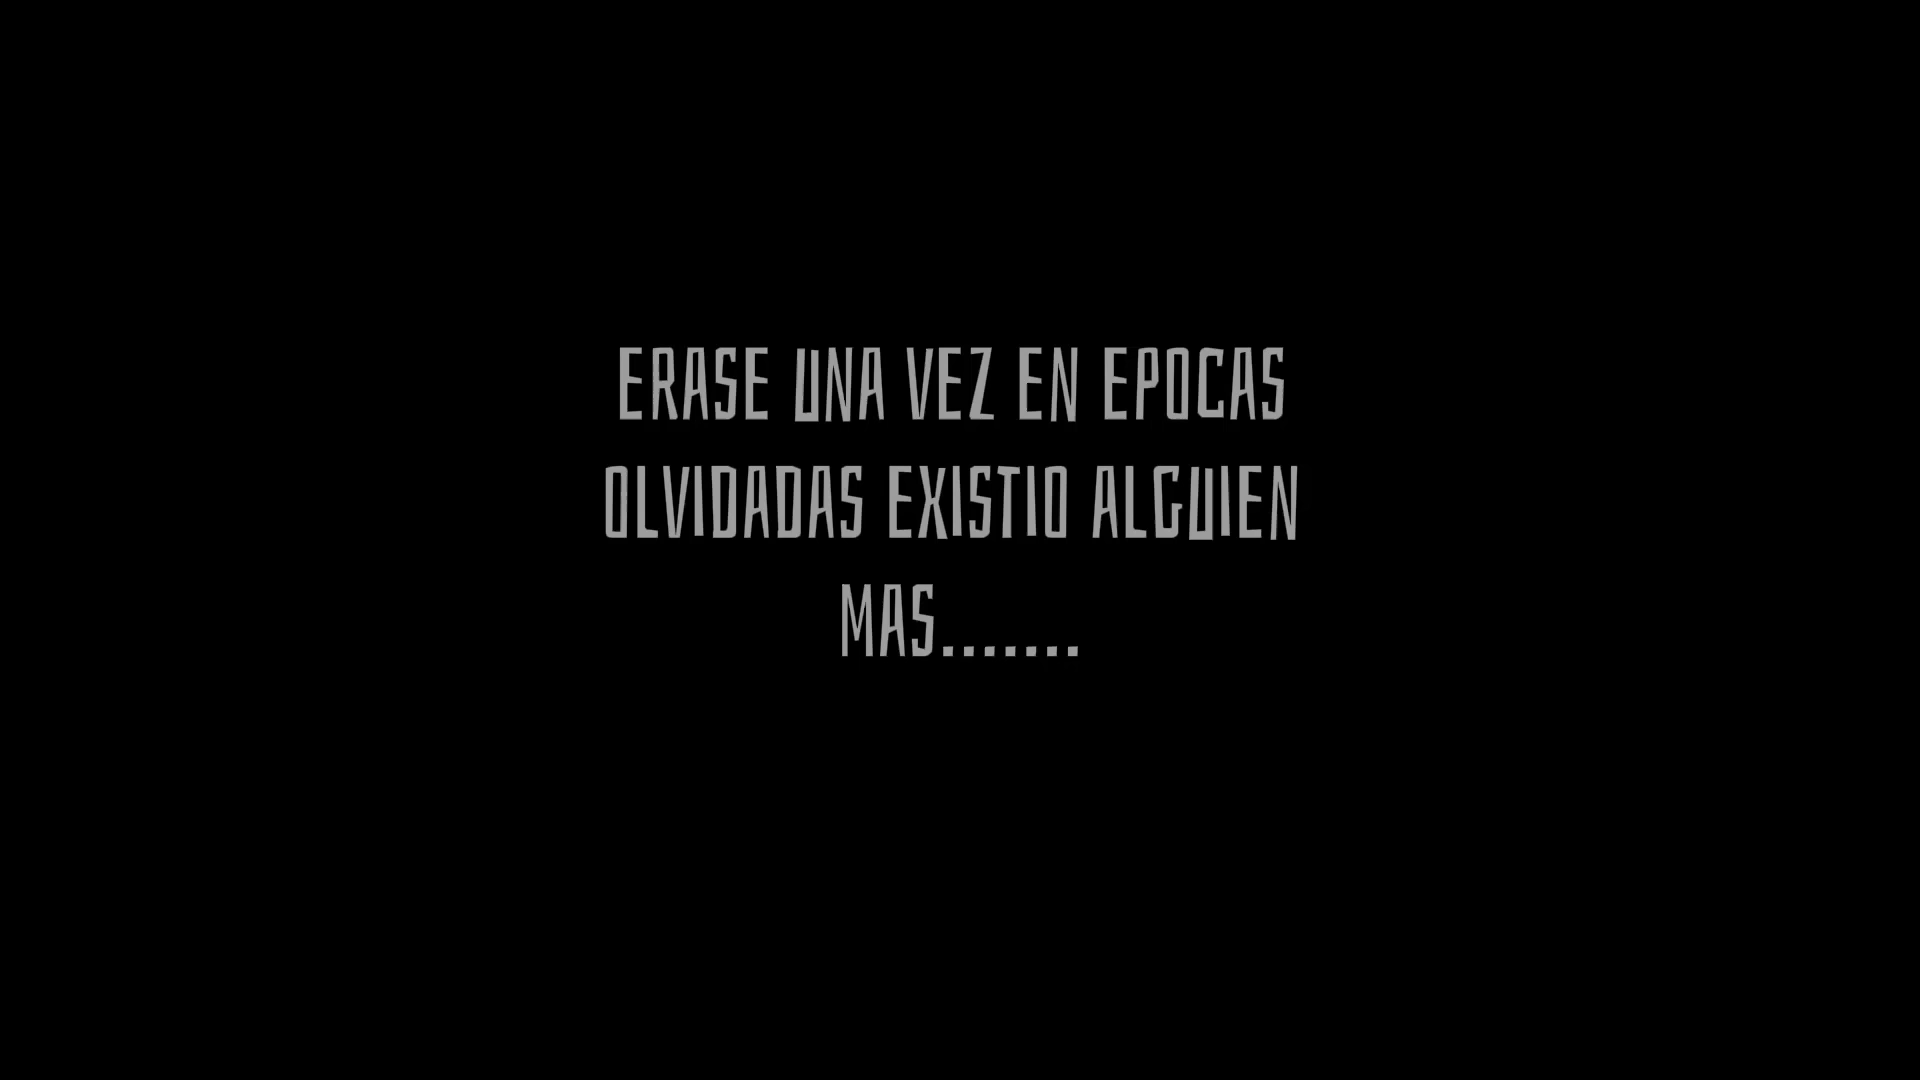 ERASE UNA VEZ EN EPOCAS
OLVIDADAS EXISTIO ALGUIEN
MAS.......